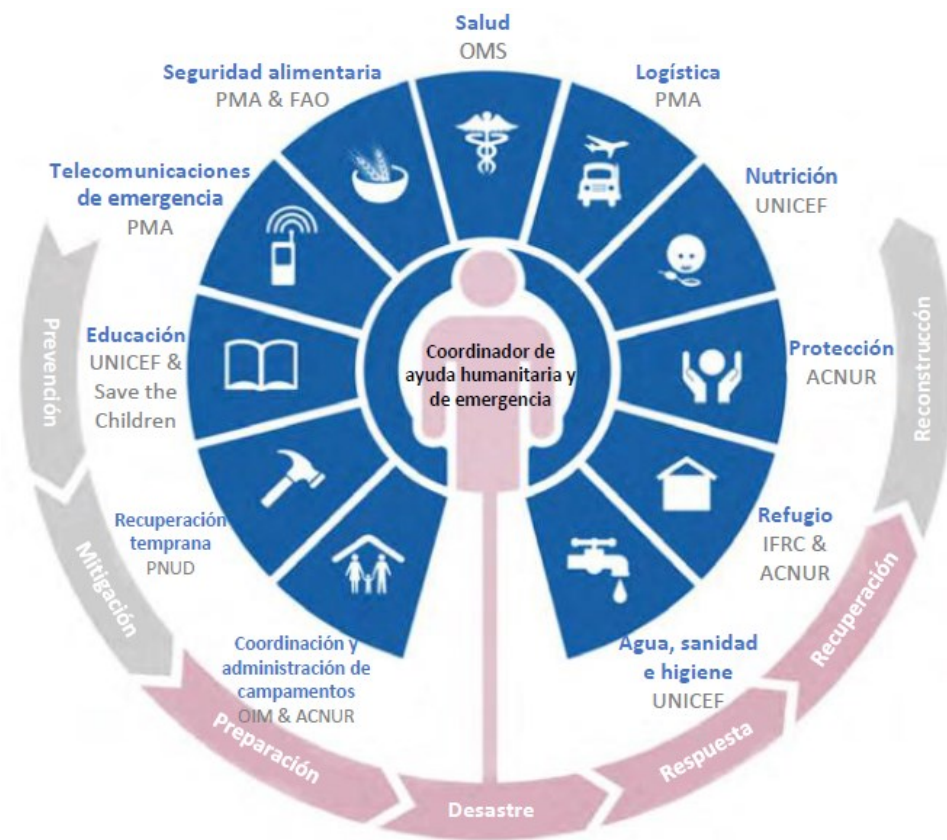 Salud
OMS
Seguridad alimentaria
PMA & FAO
Logística
PMA
Telecomunicaciones
de emergencia
PMA
Nutrición
UNICEF
Educación
UNICEF &
Save the
Children
Coordinador de
ayuda humanitaria y
de emergencia
Protección
ACNUR
Recuperación
temprana
PNUD
Refugio
IFRC &
ACNUR
Coordinación y
administración de
campamentos
OIM & ACNUR
Agua, sanidad
e higiene
UNICEF
Prevención
Mitigación
Preparación
Desastre
Respuesta
Recuperación
Reconstruccón